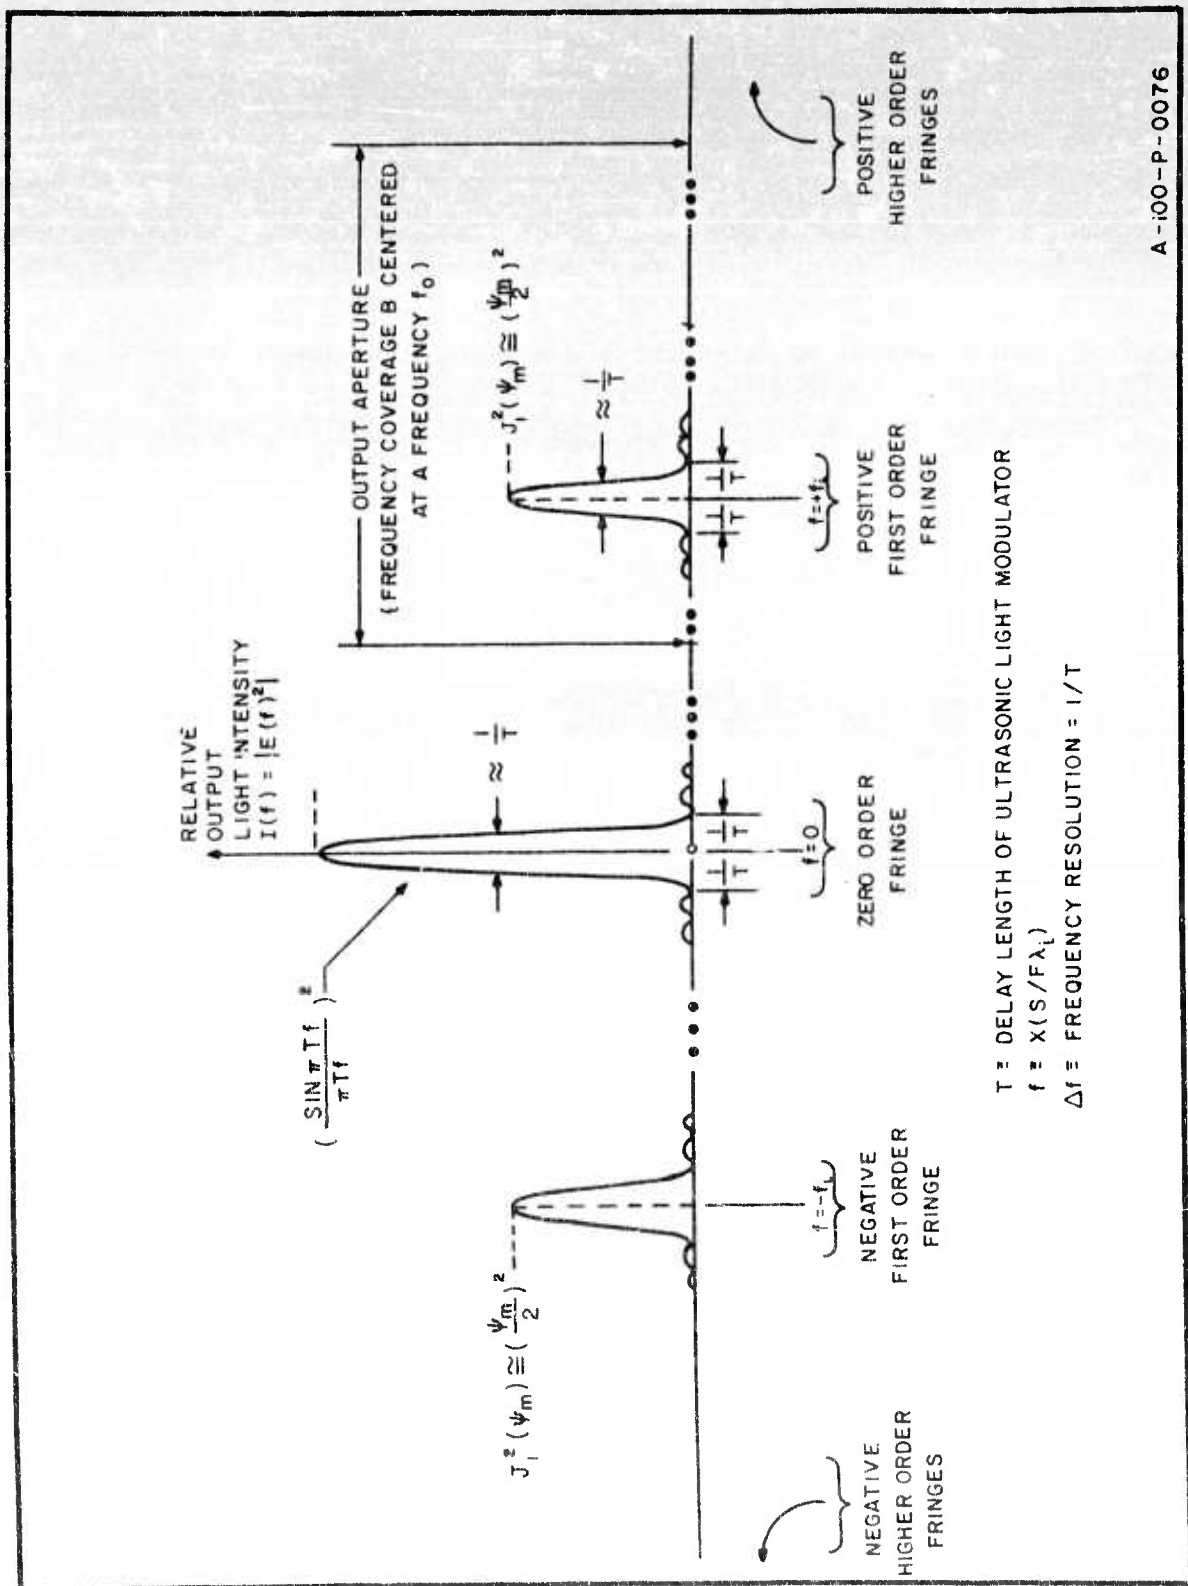 RELATIVE
OUTPUT
LIGHT INTENSITY
I(f) = |E(f)²|
(SIN π Tf / π Tf)²
OUTPUT APERTURE
(FREQUENCY COVERAGE B CENTERED
AT A FREQUENCY f₀)
J₁²(ψm) ≅ (ψm/2)²
J₁²(ψm) ≅ (ψm/2)²
≈ 1/T
≈ 1/T
1/T 1/T
1/T 1/T
f=-f₁
f=0
f=+f₁
NEGATIVE
HIGHER ORDER
FRINGES
NEGATIVE
FIRST ORDER
FRINGE
ZERO ORDER
FRINGE
POSITIVE
FIRST ORDER
FRINGE
POSITIVE
HIGHER ORDER
FRINGES
T ≡ DELAY LENGTH OF ULTRASONIC LIGHT MODULATOR
f ≡ X(S/Fλ_l)
Δf ≡ FREQUENCY RESOLUTION = 1/T
A-100-P-0076